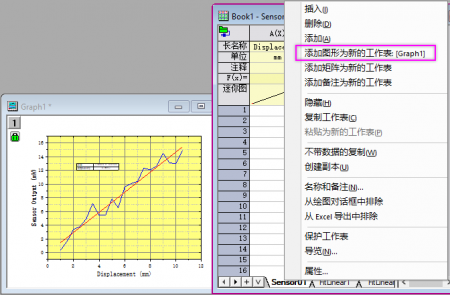 Graph1 *
1
Sensor Output (mV)
16
14
12
10
8
6
4
2
0
0
2
4
6
8
10
12
Displacement (mm)
Book1 - Sensor
A(X)
长名称
Displace
单位
mm
注释
F(x)=
迷你图
1
2
3
4
5
6
7
8
9
10
11
12
13
14
15
16
Sensor01
FitLinear1
FitLinear
插入(I)
删除(D)
添加(A)
添加图形为新的工作表: [Graph1]
添加矩阵为新的工作表
添加备注为新的工作表
隐藏(H)
复制工作表(C)
粘贴为新的工作表(P)
不带数据的复制(W)
创建副本(U)
名称和备注(N)...
从绘图对话框中排除
从 Excel 导出中排除
保护工作表
导览(N)...
属性...